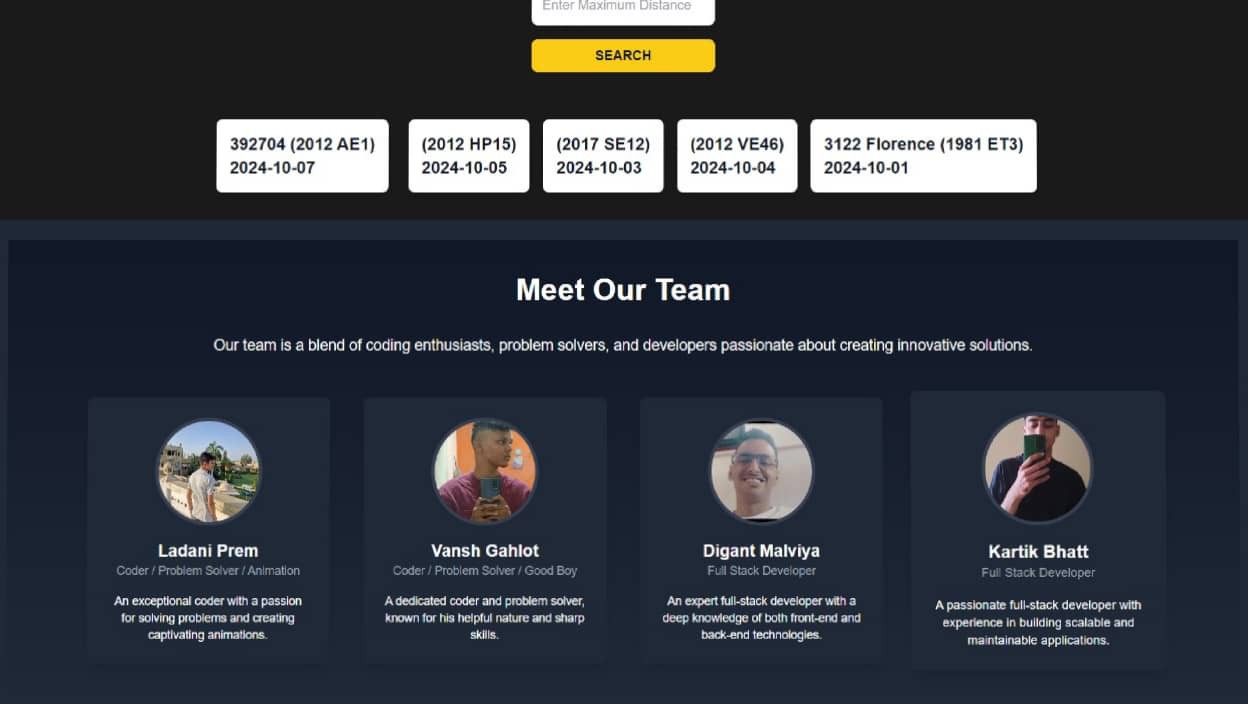 Enter Maximum Distance
SEARCH
392704 (2012 AE1)
2024-10-07
(2012 HP15)
2024-10-05
(2017 SE12)
2024-10-03
(2012 VE46)
2024-10-04
3122 Florence (1981 ET3)
2024-10-01
Meet Our Team
Our team is a blend of coding enthusiasts, problem solvers, and developers passionate about creating innovative solutions.
Ladani Prem
Coder / Problem Solver / Animation
An exceptional coder with a passion
for solving problems and creating
captivating animations.
Vansh Gahlot
Coder / Problem Solver / Good Boy
A dedicated coder and problem solver,
known for his helpful nature and sharp
skills.
Digant Malviya
Full Stack Developer
An expert full-stack developer with a
deep knowledge of both front-end and
back-end technologies.
Kartik Bhatt
Full Stack Developer
A passionate full-stack developer with
experience in building scalable and
maintainable applications.